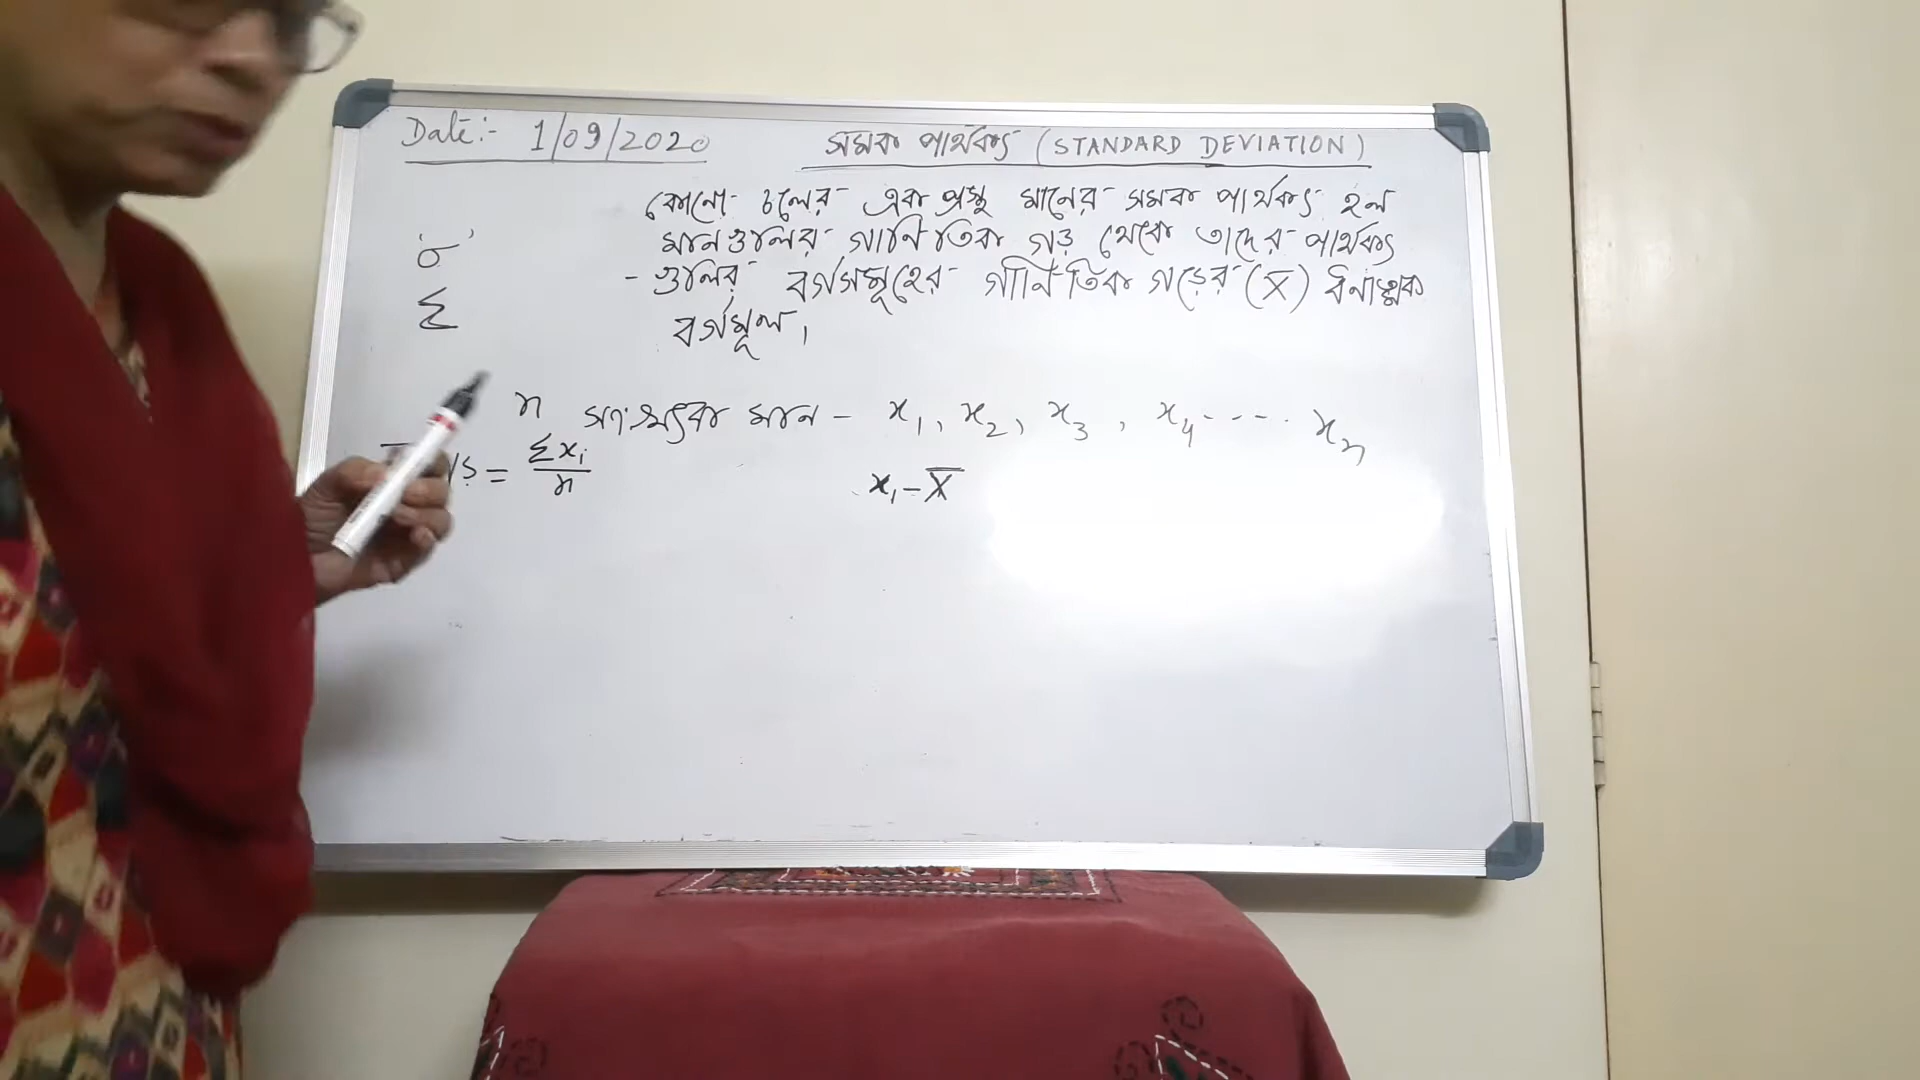 Date:- 1/09/2020
সমক পার্থক্য (STANDARD DEVIATION)
কোনো চলের এক প্রস্থ মানের সমক পার্থক্য হল
মানগুলির গাণিতিক গড় থেকে তাদের পার্থক্য
- গুলির বর্গসমূহের গাণিতিক গড়ের (X̅) ধনাত্মক
বর্গমূল।
'σ'
Σ
n সংখ্যক মান - x₁, x₂, x₃, x₄ ---- xₙ
= Σxᵢ / n
x₁ - X̅